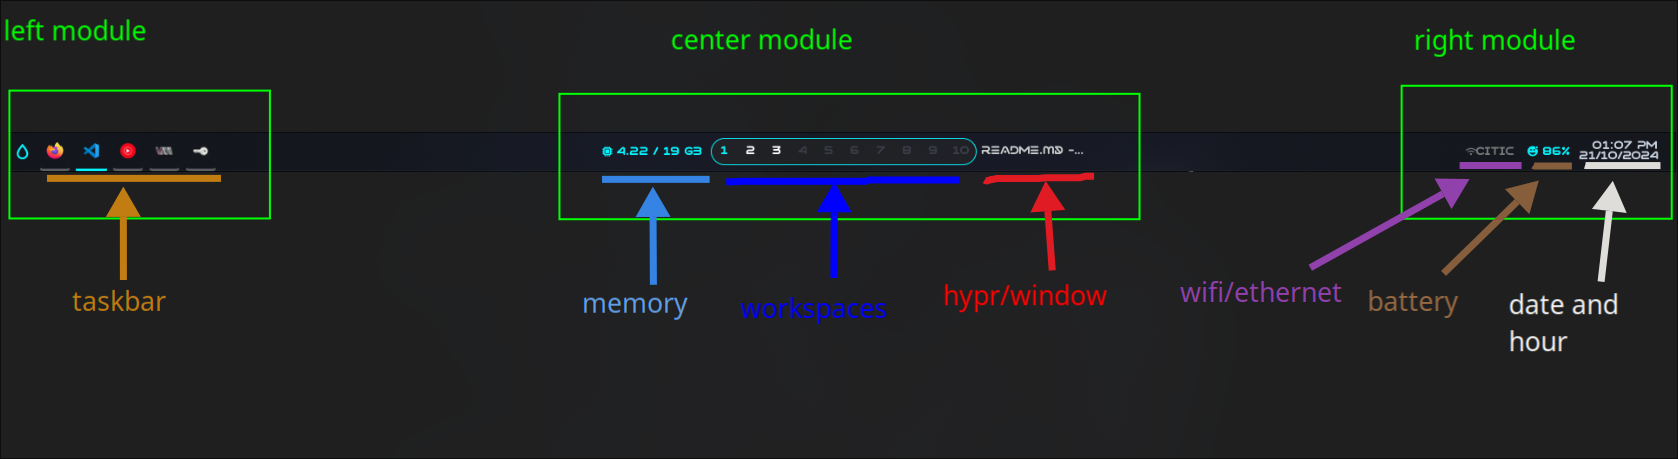 left module
center module
right module
4.22 / 19 GB
1 2 3 4 5 6 7 8 9 10
README.MD -...
CITIC
86%
01:07 PM
21/10/2024
taskbar
memory
workspaces
hypr/window
wifi/ethernet
battery
date and
hour